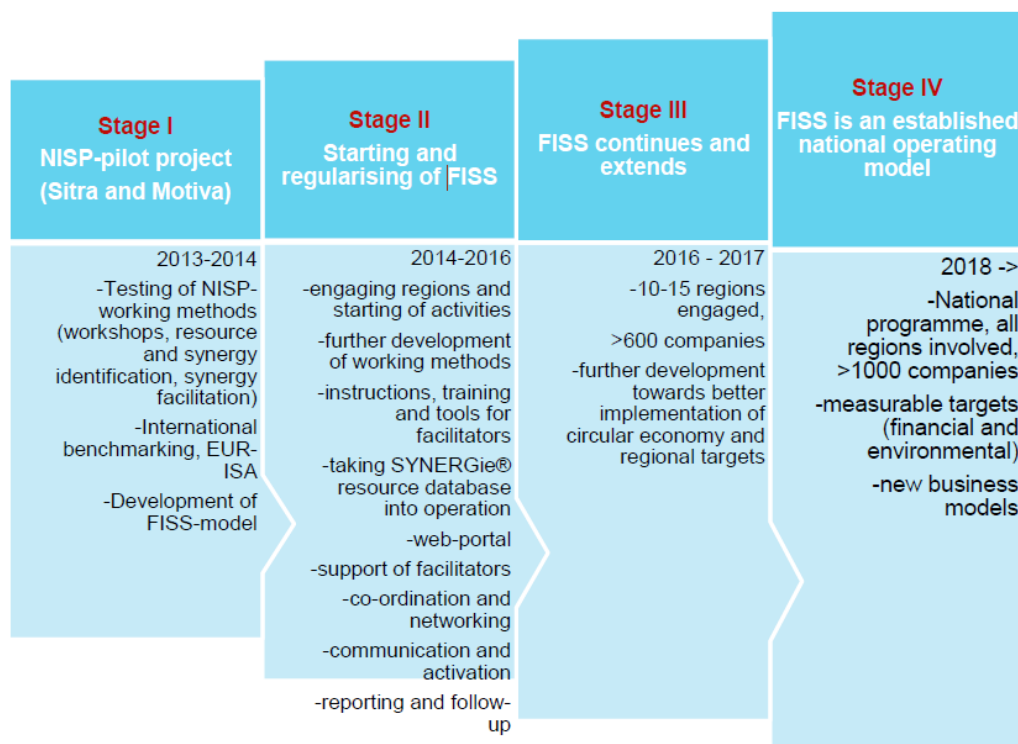 Stage I
NISP-pilot project
(Sitra and Motiva)
2013-2014
-Testing of NISP-
working methods
(workshops, resource
and synergy
identification, synergy
facilitation)
-International
benchmarking, EUR-
ISA
-Development of
FISS-model
Stage II
Starting and
regularising of FISS
2014-2016
-engaging regions and
starting of activities
-further development
of working methods
-instructions, training
and tools for
facilitators
-taking SYNERGie®
resource database
into operation
-web-portal
-support of facilitators
-co-ordination and
networking
-communication and
activation
-reporting and follow-
up
Stage III
FISS continues and
extends
2016 - 2017
-10-15 regions
engaged,
>600 companies
-further development
towards better
implementation of
circular economy and
regional targets
Stage IV
FISS is an established
national operating
model
2018 ->
-National
programme, all
regions involved,
>1000 companies
-measurable targets
(financial and
environmental)
-new business
models